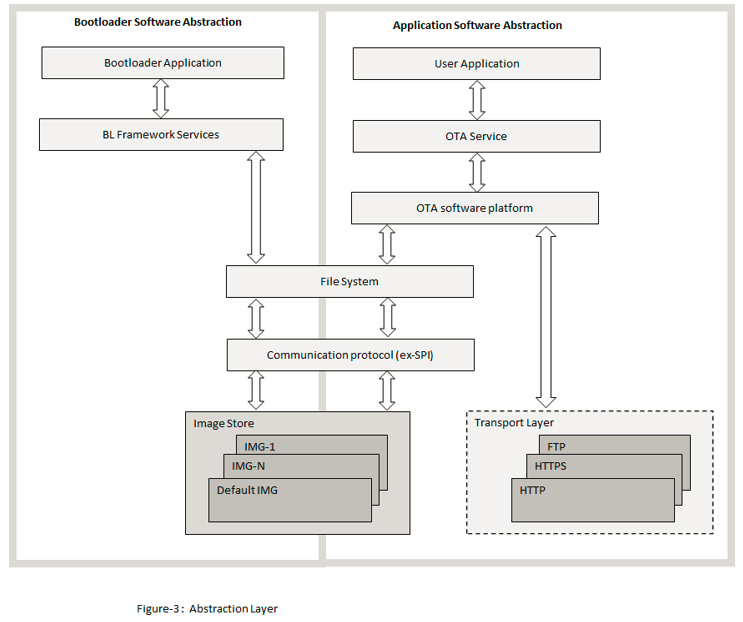 Bootloader Software Abstraction
Application Software Abstraction
Bootloader Application
User Application
BL Framework Services
OTA Service
OTA software platform
File System
Communication protocol (ex-SPI)
Image Store
IMG-1
IMG-N
Default IMG
Transport Layer
FTP
HTTPS
HTTP
Figure-3: Abstraction Layer